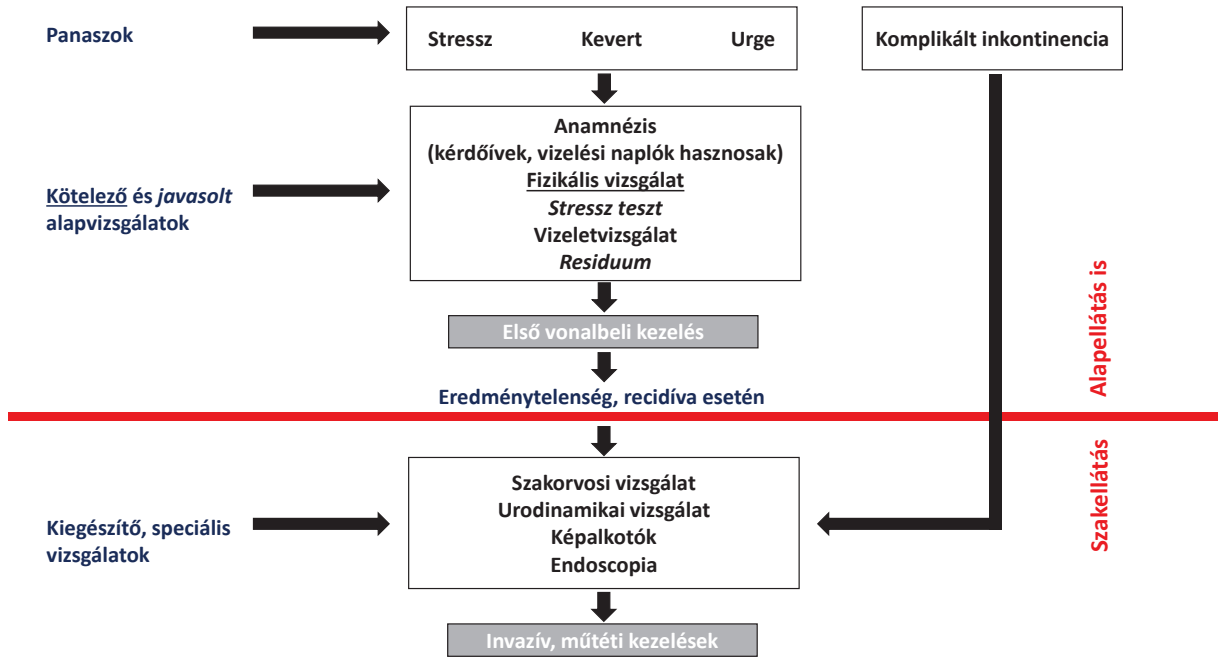 Panaszok
Stressz Kevert Urge
Komplikált inkontinencia
Anamnézis
(kérdőívek, vizelési naplók hasznosak)
Fizikális vizsgálat
Stressz teszt
Vizeletvizsgálat
Residuum
Kötelező és javasolt
alapvizsgálatok
Első vonalbeli kezelés
Eredménytelenség, recidíva esetén
Alapellátás is
Szakellátás
Szakorvosi vizsgálat
Urodinamikai vizsgálat
Képalkotók
Endoscopia
Kiegészítő, speciális
vizsgálatok
Invazív, műtéti kezelések